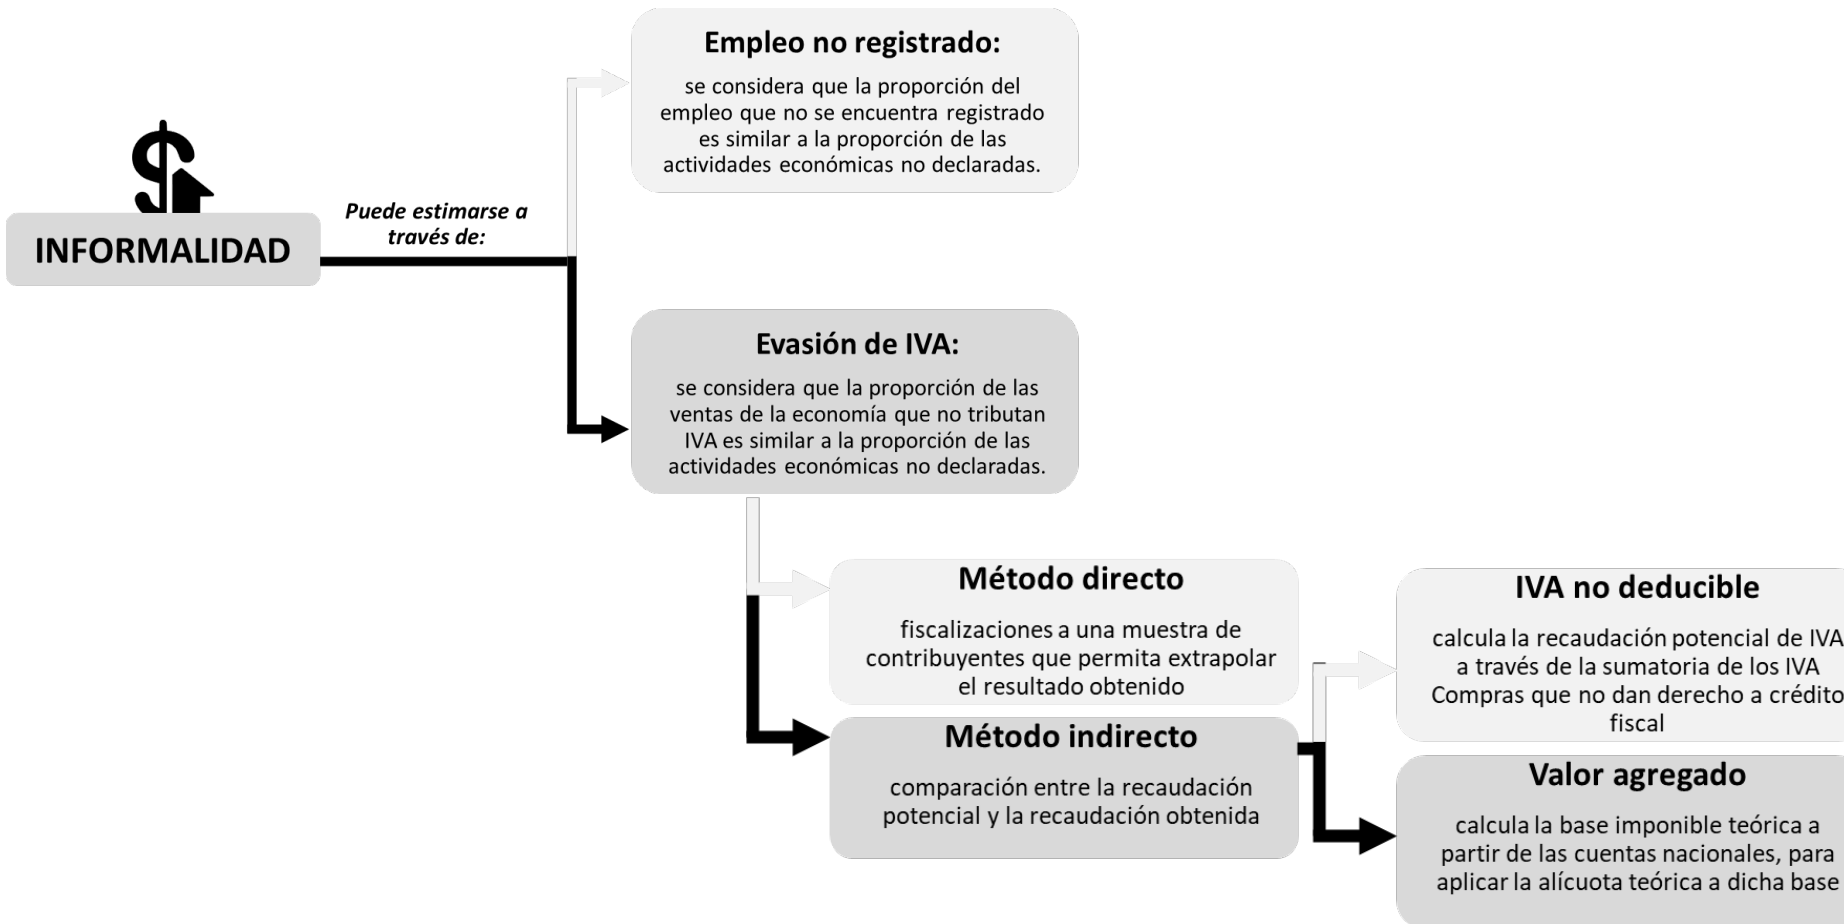 Empleo no registrado:
se considera que la proporción del
empleo que no se encuentra registrado
es similar a la proporción de las
actividades económicas no declaradas.
INFORMALIDAD
Puede estimarse a
través de:
Evasión de IVA:
se considera que la proporción de las
ventas de la economía que no tributan
IVA es similar a la proporción de las
actividades económicas no declaradas.
Método directo
fiscalizaciones a una muestra de
contribuyentes que permita extrapolar
el resultado obtenido
Método indirecto
comparación entre la recaudación
potencial y la recaudación obtenida
IVA no deducible
calcula la recaudación potencial de IVA
a través de la sumatoria de los IVA
Compras que no dan derecho a crédito
fiscal
Valor agregado
calcula la base imponible teórica a
partir de las cuentas nacionales, para
aplicar la alícuota teórica a dicha base